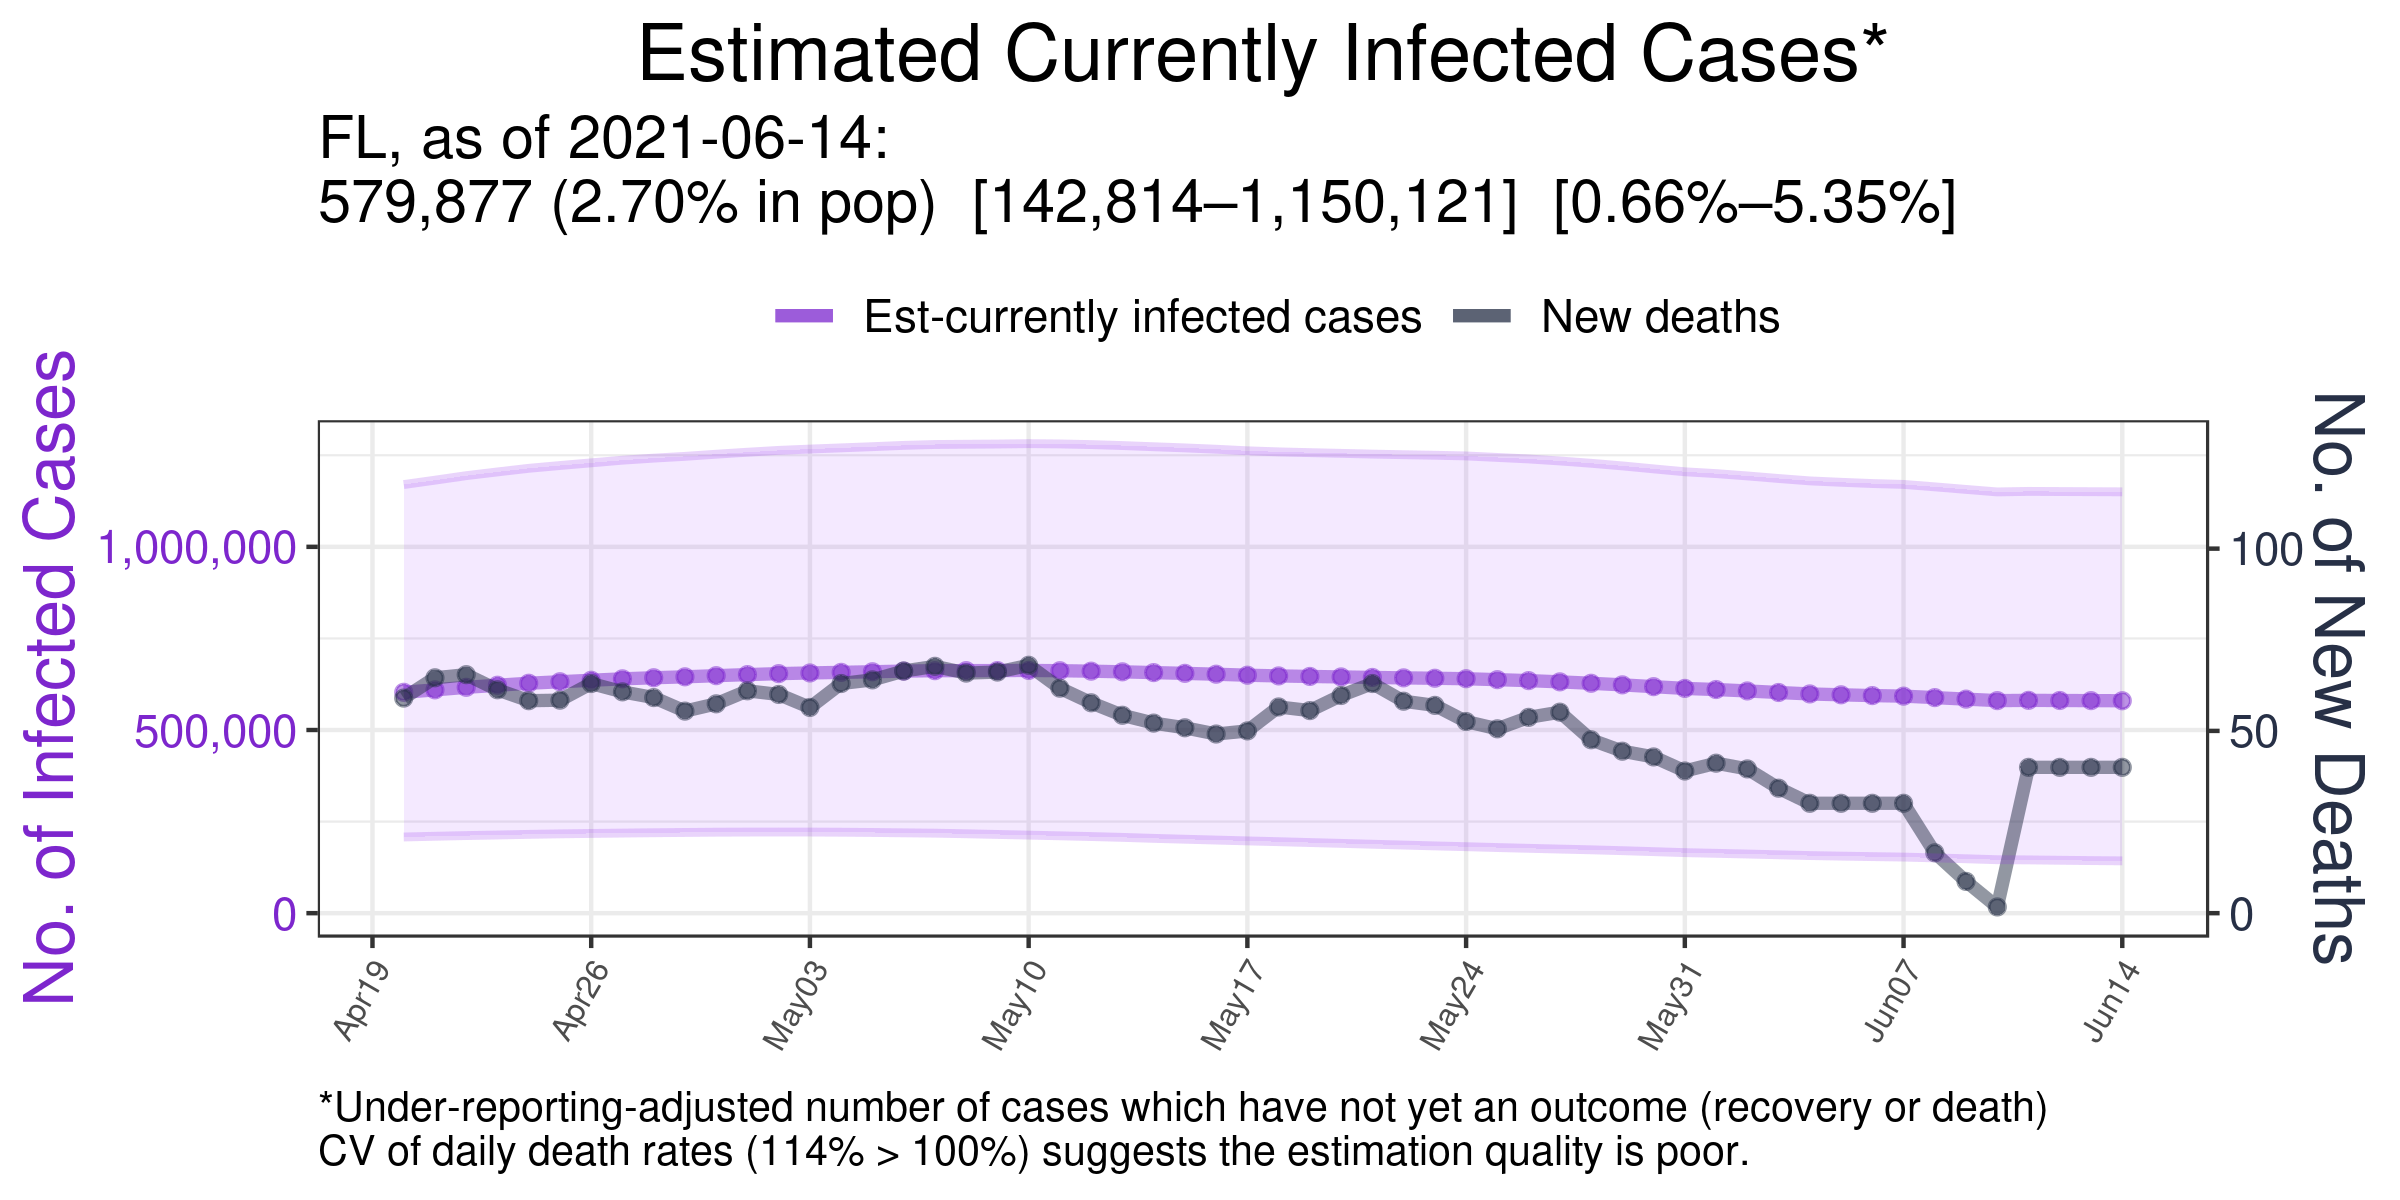 Estimated Currently Infected Cases*
FL, as of 2021-06-14:
579,877 (2.70% in pop) [142,814–1,150,121] [0.66%–5.35%]
Est-currently infected cases New deaths
No. of Infected Cases
1,000,000
500,000
0
100
50
0
No. of New Deaths
Apr19 Apr26 May03 May10 May17 May24 May31 Jun07 Jun14
*Under-reporting-adjusted number of cases which have not yet an outcome (recovery or death)
CV of daily death rates (114% > 100%) suggests the estimation quality is poor.